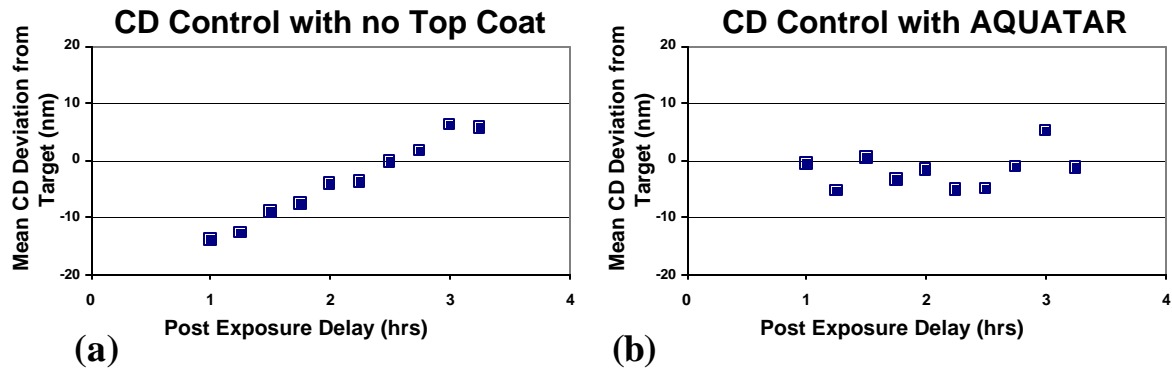 CD Control with no Top Coat
Mean CD Deviation from
Target (nm)
20
10
0
-10
-20
0 1 2 3 4
Post Exposure Delay (hrs)
(a)
CD Control with AQUATAR
Mean CD Deviation from
Target (nm)
20
10
0
-10
-20
0 1 2 3 4
Post Exposure Delay (hrs)
(b)